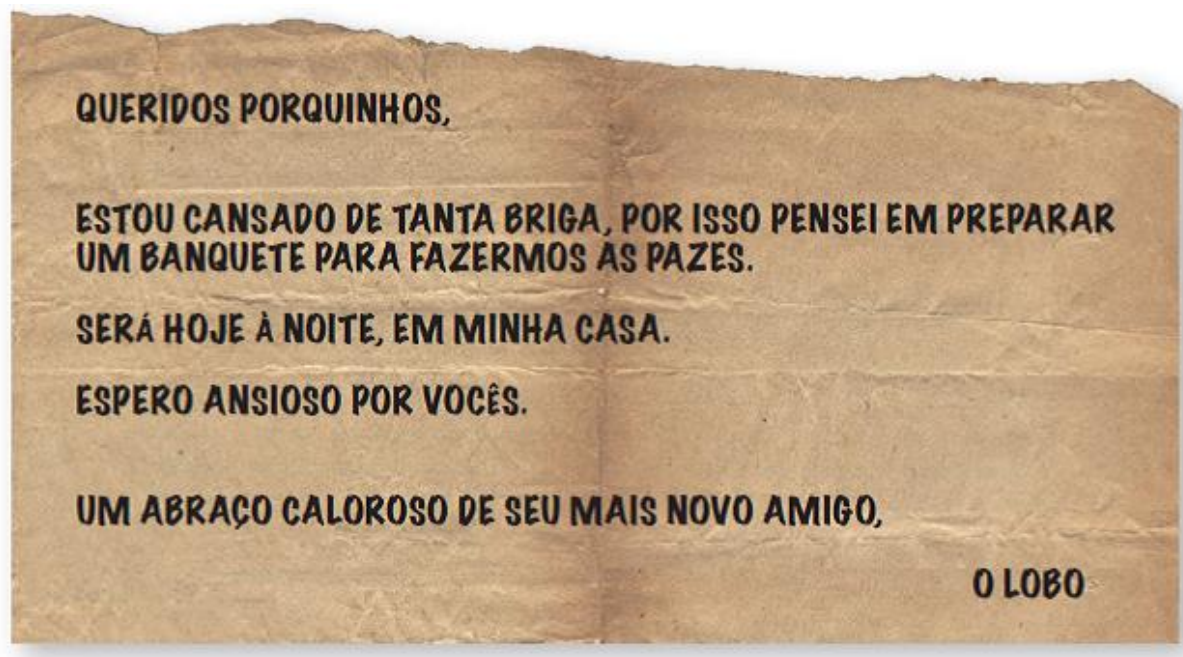 QUERIDOS PORQUINHOS,
ESTOU CANSADO DE TANTA BRIGA, POR ISSO PENSEI EM PREPARAR
UM BANQUETE PARA FAZERMOS AS PAZES.
SERÁ HOJE À NOITE, EM MINHA CASA.
ESPERO ANSIOSO POR VOCÊS.
UM ABRAÇO CALOROSO DE SEU MAIS NOVO AMIGO,
O LOBO